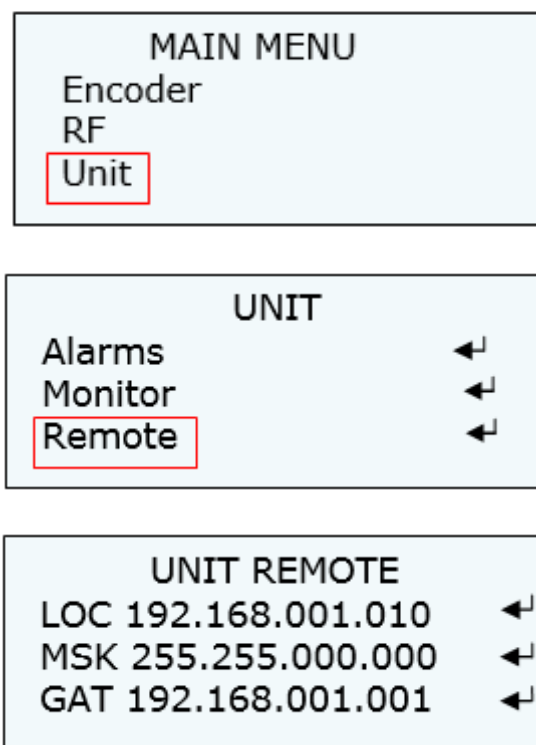 MAIN MENU
Encoder
RF
Unit
UNIT
Alarms
Monitor
Remote
UNIT REMOTE
LOC 192.168.001.010
MSK 255.255.000.000
GAT 192.168.001.001